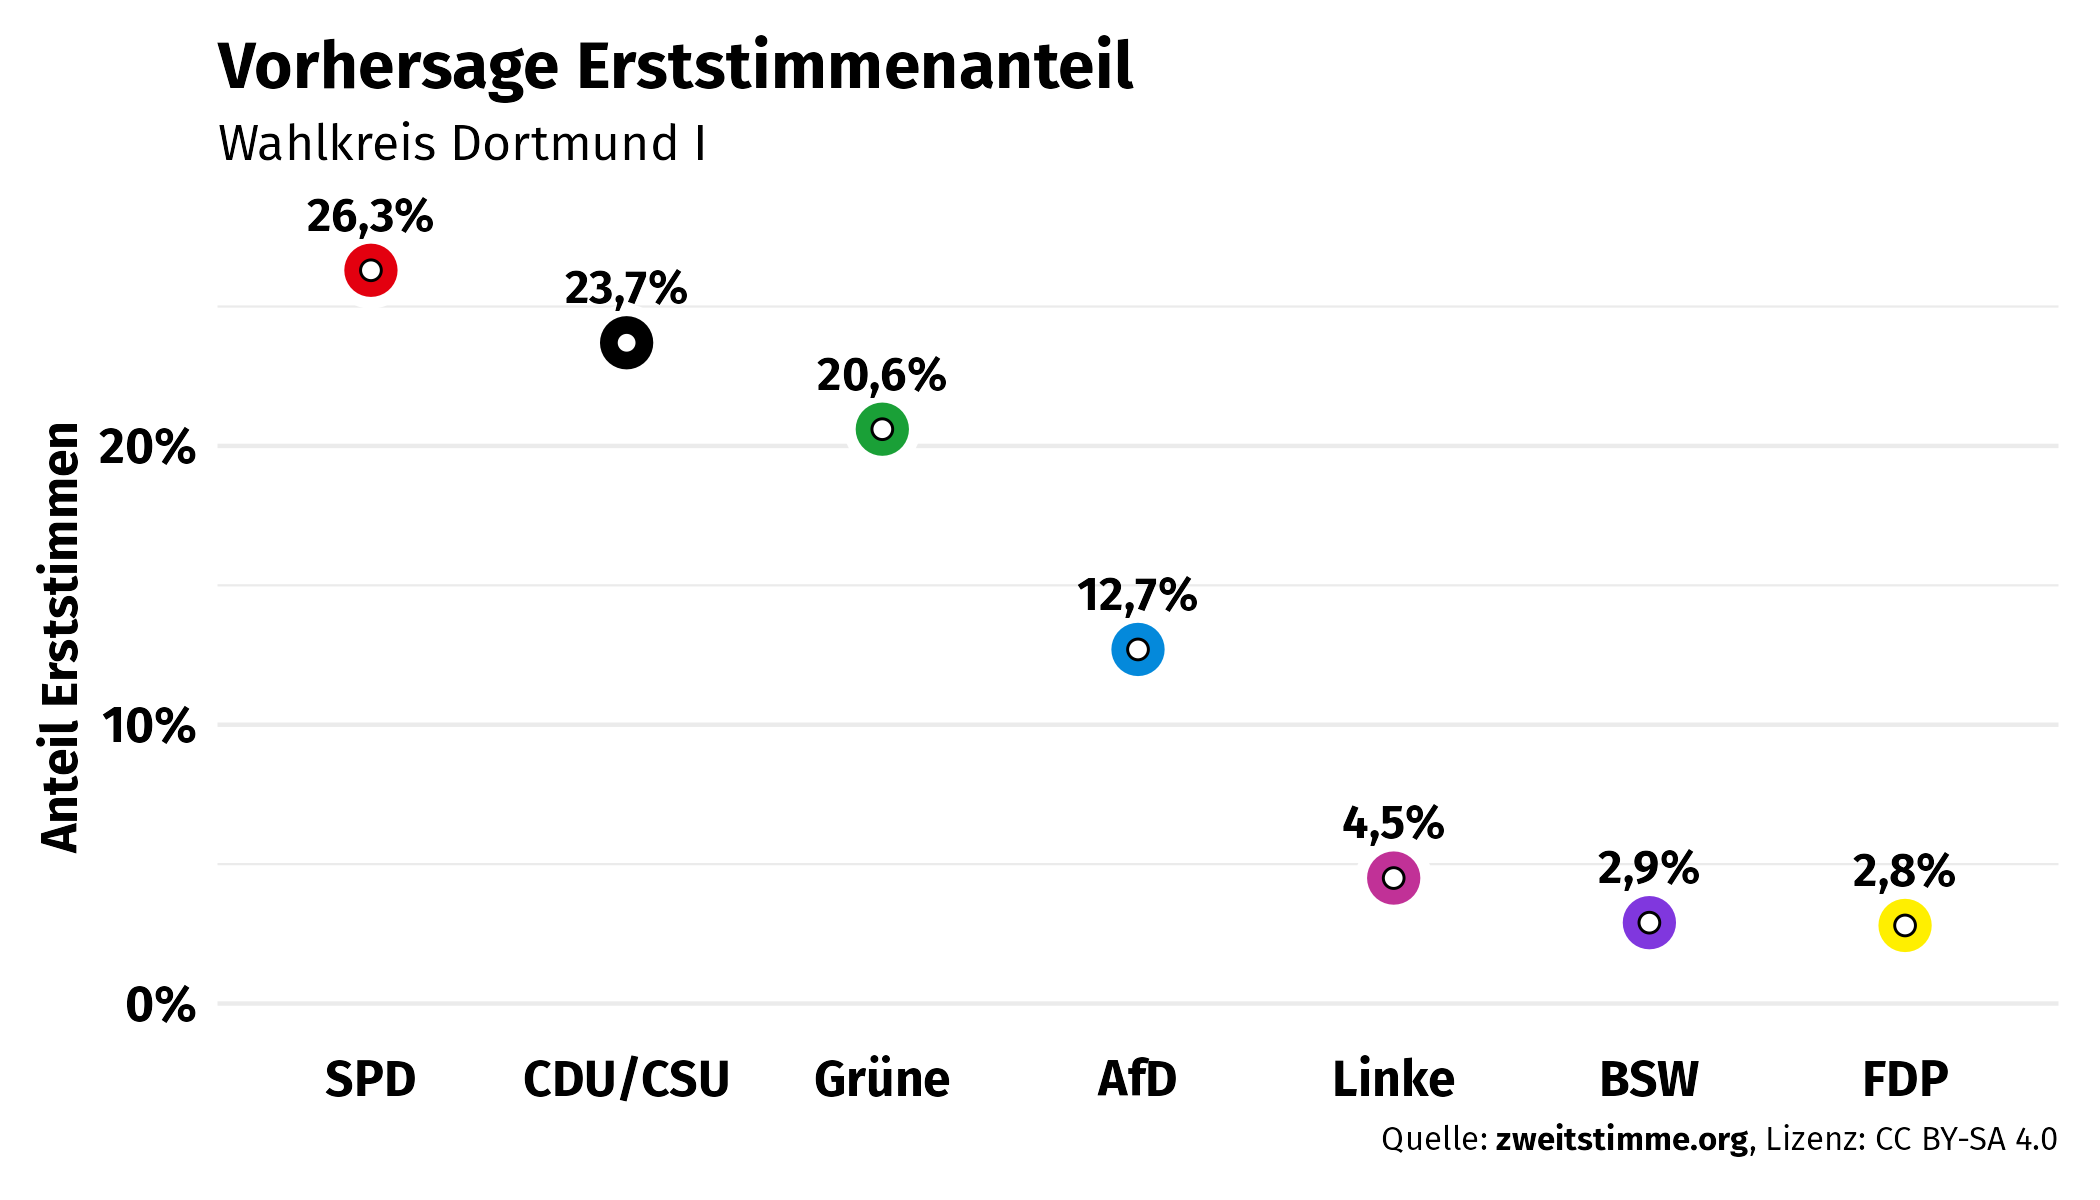 Vorhersage Erststimmenanteil
Wahlkreis Dortmund I
26,3%
23,7%
20,6%
12,7%
4,5%
2,9%
2,8%
Anteil Erststimmen
20%
10%
0%
SPD CDU/CSU Grüne AfD Linke BSW FDP
Quelle: zweitstimme.org, Lizenz: CC BY-SA 4.0